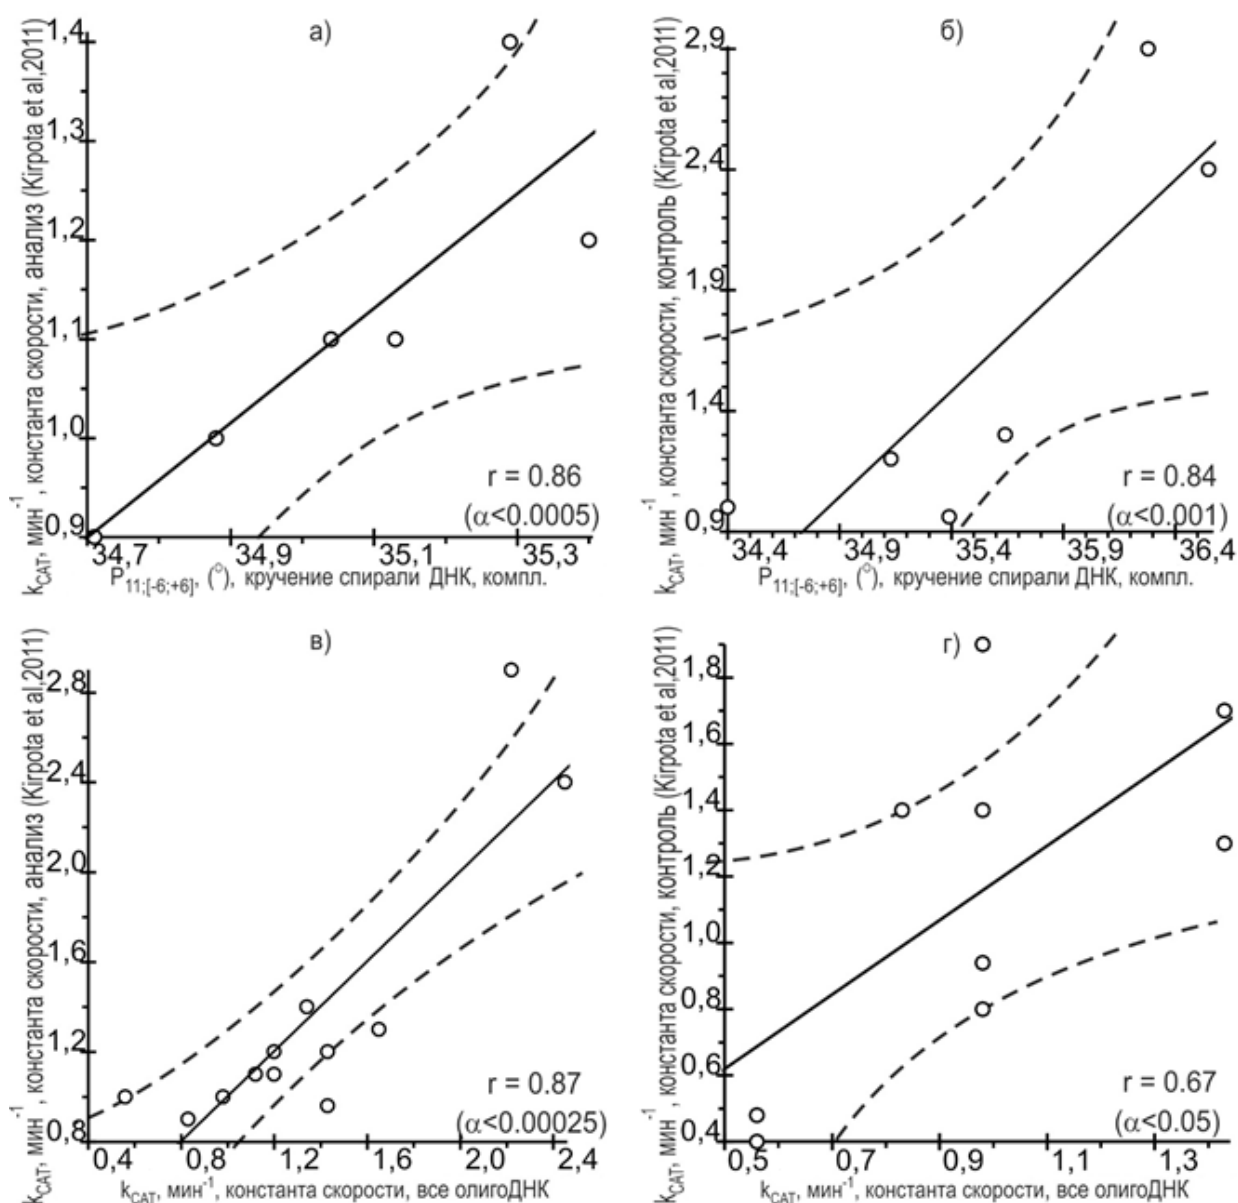 а)
k_CAT, мин⁻¹, константа скорости, анализ (Kirpota et al,2011)
1,4
1,3
1,2
1,1
1,0
0,9
r = 0.86
(α<0.0005)
34,7 34,9 35,1 35,3
P_11;[-6;+6], (°), кручение спирали ДНК, компл.
б)
k_CAT, мин⁻¹, константа скорости, контроль (Kirpota et al,2011)
2,9
2,4
1,9
1,4
0,9
r = 0.84
(α<0.001)
34,4 34,9 35,4 35,9 36,4
P_11;[-6;+6], (°), кручение спирали ДНК, компл.
в)
k_CAT, мин⁻¹, константа скорости, анализ (Kirpota et al,2011)
2,8
2,4
2,0
1,6
1,2
0,8
r = 0.87
(α<0.00025)
0,4 0,8 1,2 1,6 2,0 2,4
k_CAT, мин⁻¹, константа скорости, все олигоДНК
г)
k_CAT, мин⁻¹, константа скорости, контроль (Kirpota et al,2011)
1,8
1,6
1,4
1,2
1,0
0,8
0,6
0,4
r = 0.67
(α<0.05)
0,5 0,7 0,9 1,1 1,3
k_CAT, мин⁻¹, константа скорости, все олигоДНК